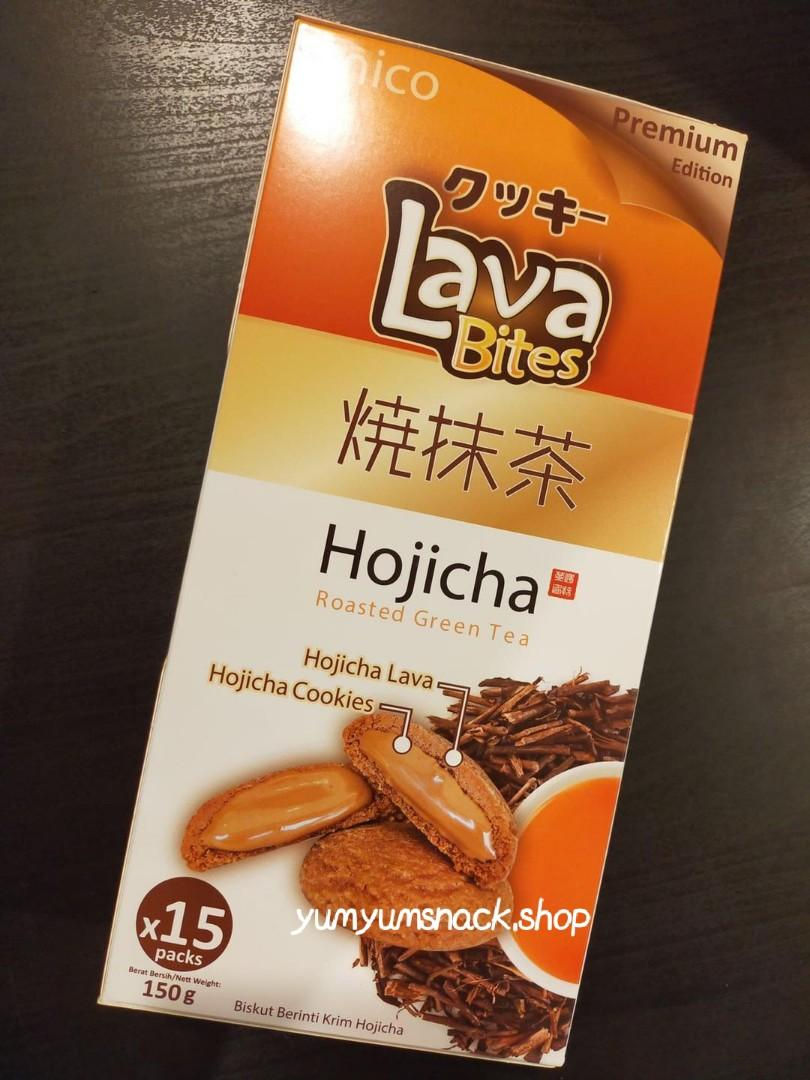 Premium
Edition
クッキー
Lava
Bites
焼抹茶
Hojicha
Roasted Green Tea
Hojicha Lava
Hojicha Cookies
x15
packs
Berat Bersih/Nett Weight:
150g
yumyumsnack.shop
Biskut Berinti Krim Hojicha